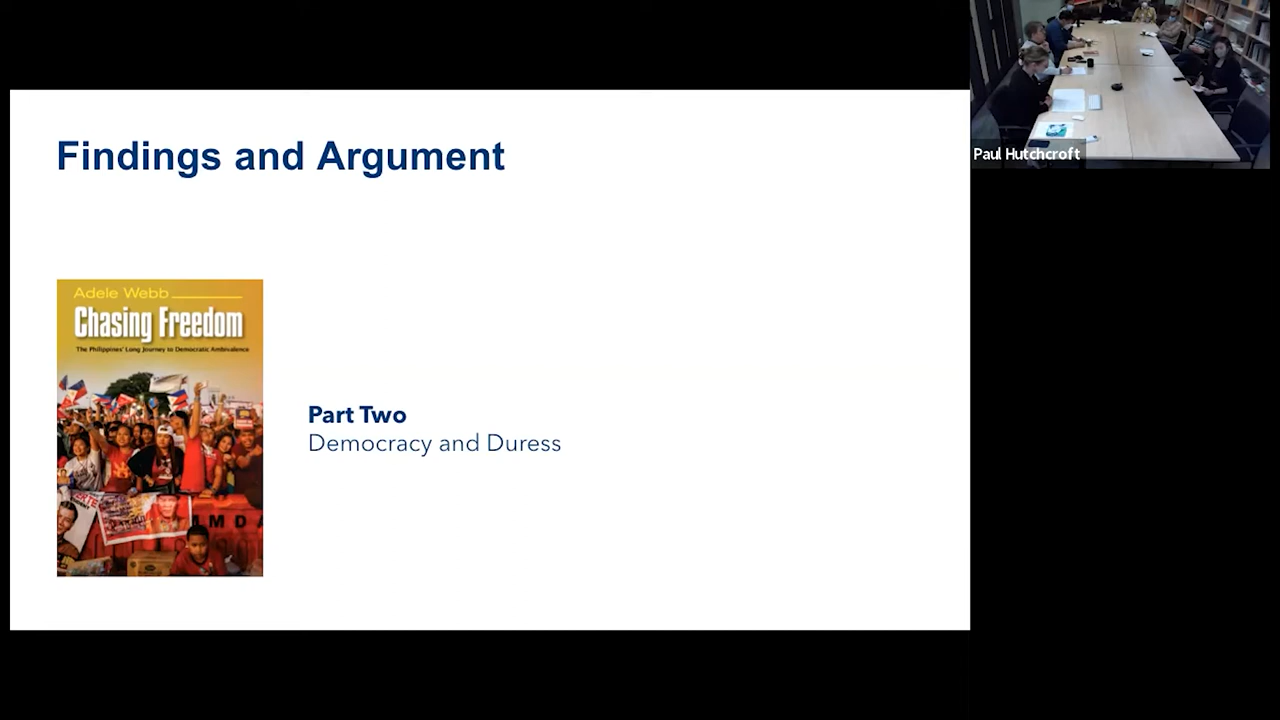 Findings and Argument
Adele Webb
Chasing Freedom
The Philippines' Long Journey to Democratic Ambivalence
Part Two
Democracy and Duress
MDA
Paul Hutchcroft